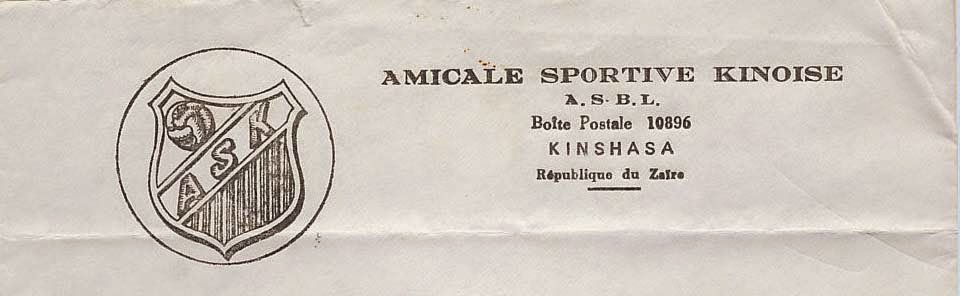 ASK
AMICALE SPORTIVE KINOISE
A. S. B. L.
Boîte Postale 10896
KINSHASA
République du Zaïre